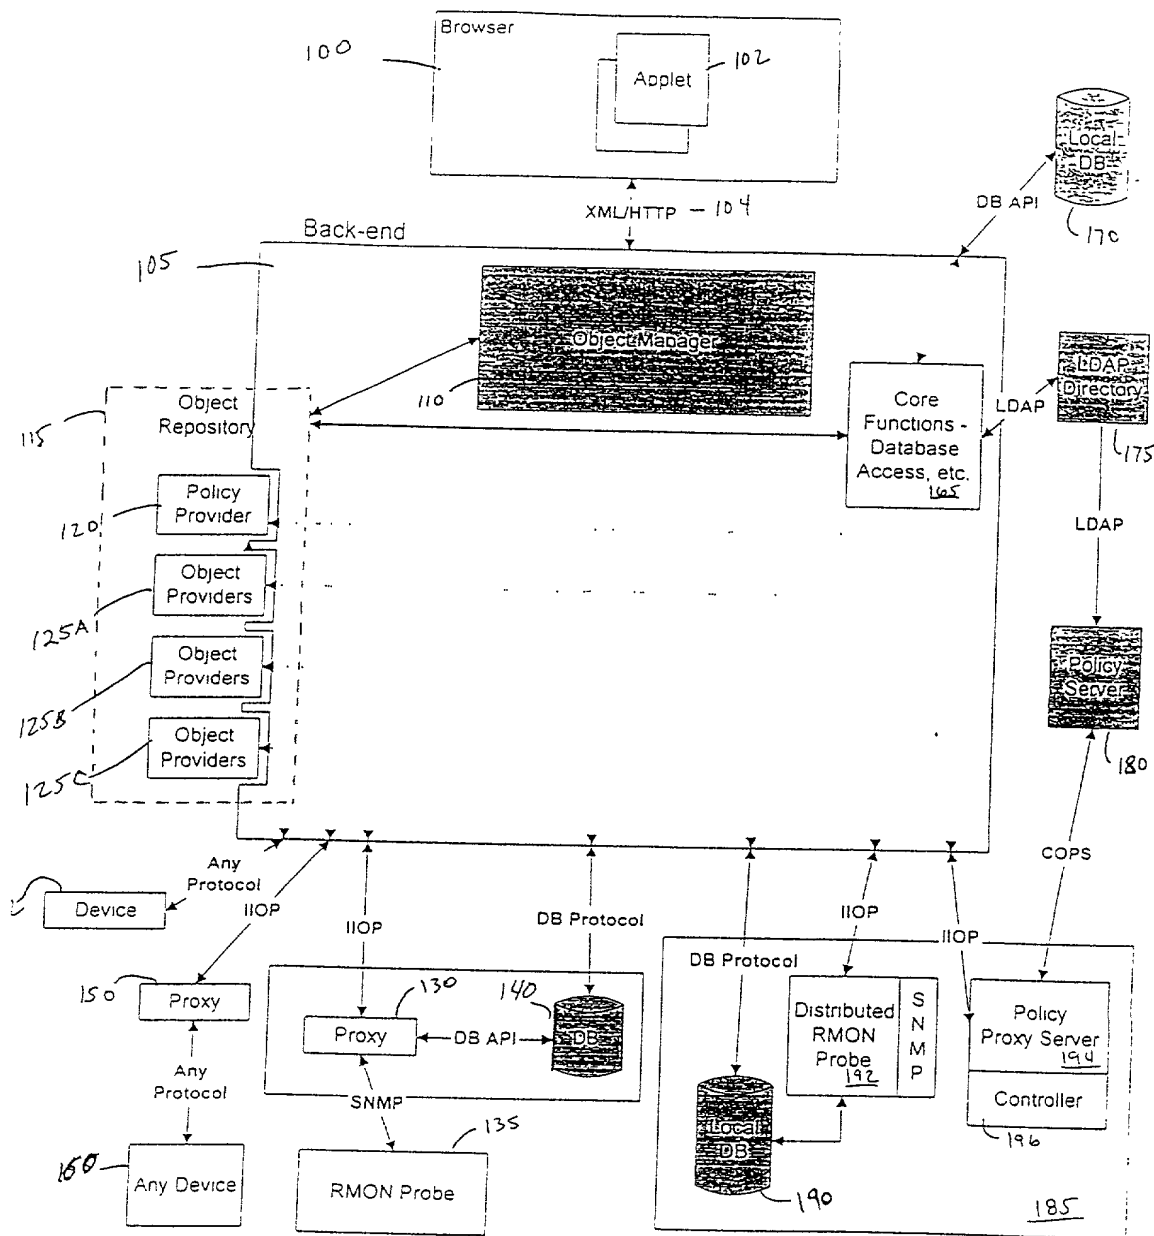 Browser
100
Applet
102
XML/HTTP - 104
Local
DB
DB API
170
Back-end
105
Object Manager
110
Core
Functions -
Database
Access, etc.
165
LDAP
LDAP
Directory
175
115
Object
Repository
Policy
Provider
120
Object
Providers
125A
Object
Providers
125B
Object
Providers
125C
LDAP
Policy
Server
180
COPS
Any
Protocol
Device
IIOP
IIOP
DB Protocol
IIOP
IIOP
DB Protocol
150
Proxy
Any
Protocol
Any Device
130
Proxy
DB API
140
DB
SNMP
135
RMON Probe
Distributed
RMON
Probe
192
SNMP
Policy
Proxy Server
194
Controller
196
Local
DB
190
185